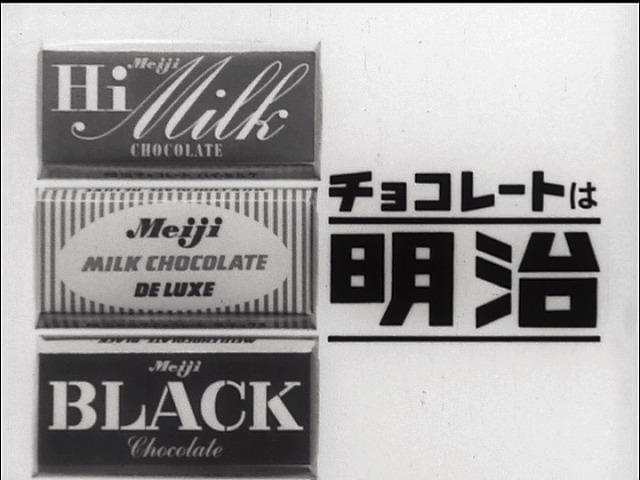 Meiji
Hi Milk
CHOCOLATE
Meiji
MILK CHOCOLATE
DE LUXE
Meiji
BLACK
Chocolate
チョコレートは
明治